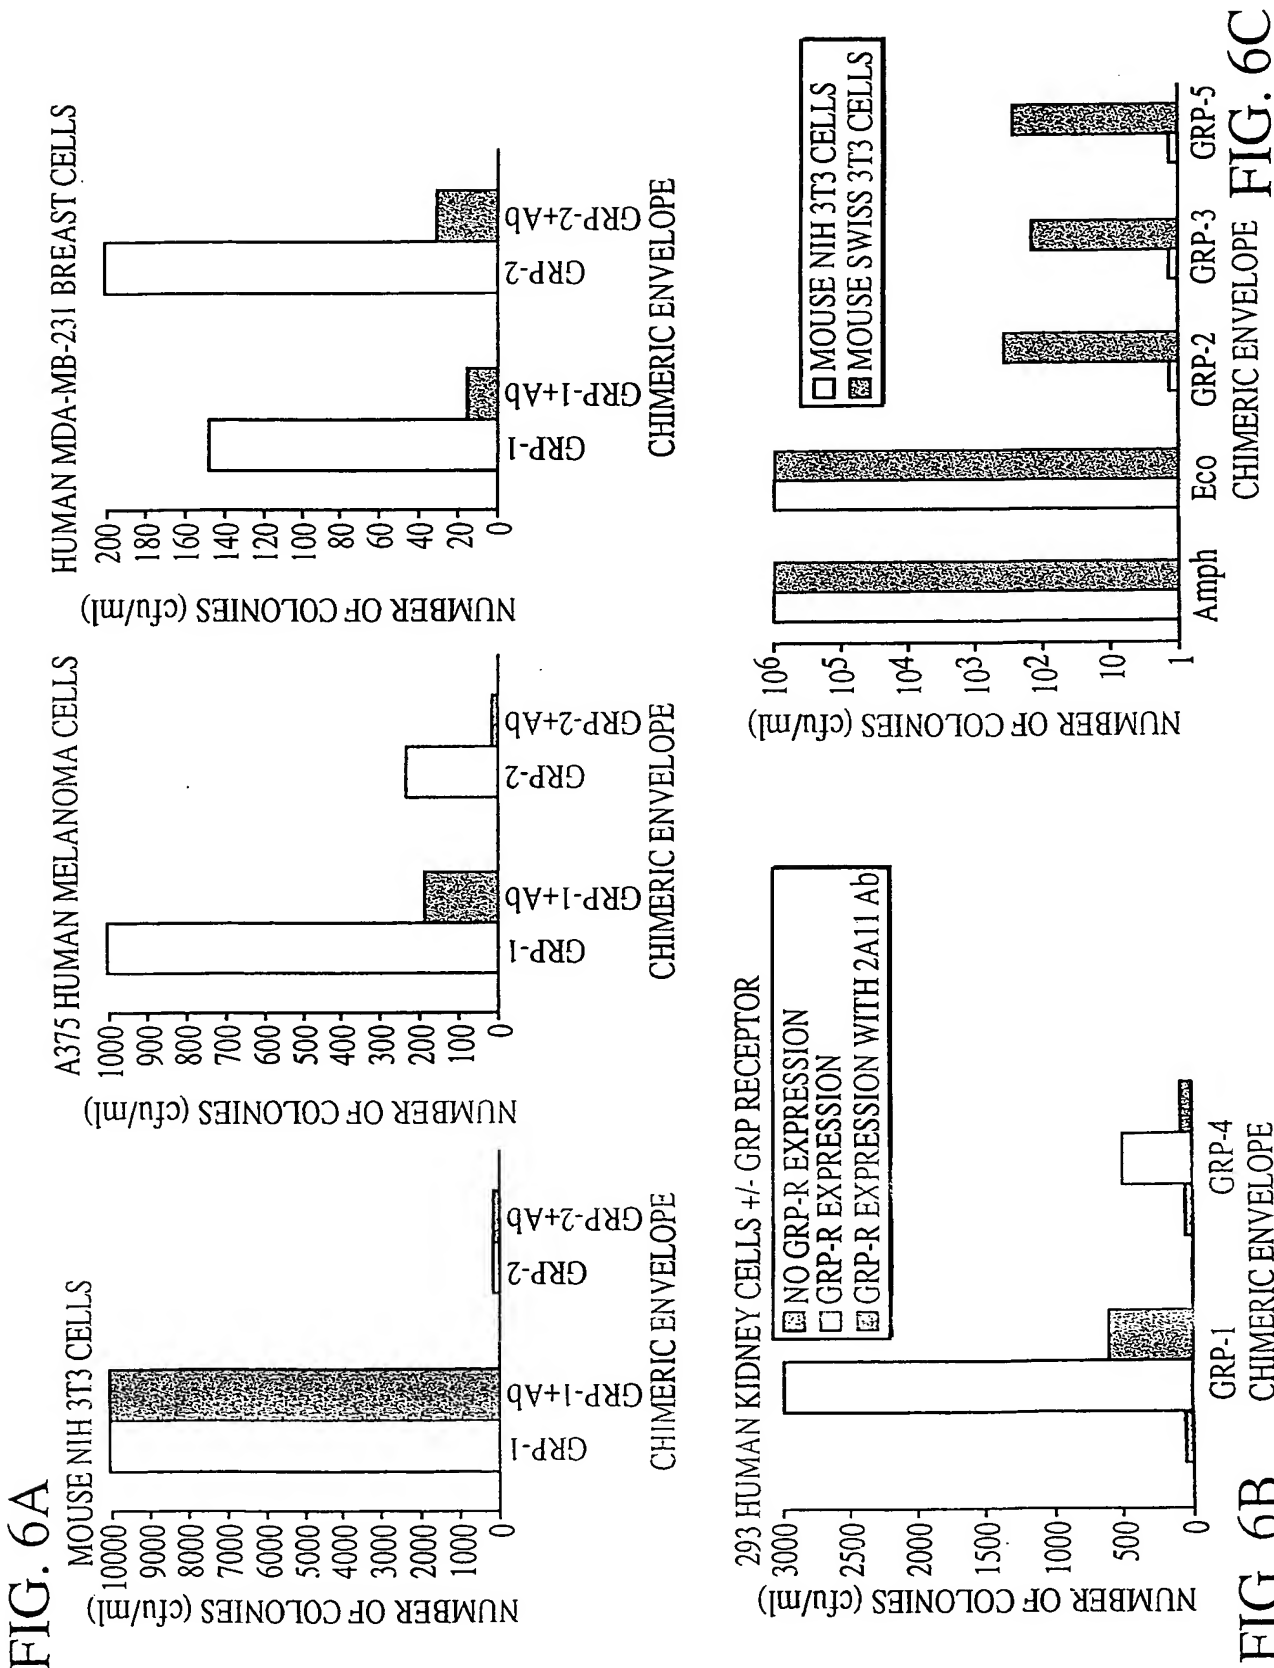 FIG. 6A
MOUSE NIH 3T3 CELLS
NUMBER OF COLONIES (cfu/ml)
10000
9000
8000
7000
6000
5000
4000
3000
2000
1000
0
GRP-1
GRP-1+Ab
GRP-2
GRP-2+Ab
CHIMERIC ENVELOPE
A375 HUMAN MELANOMA CELLS
NUMBER OF COLONIES (cfu/ml)
1000
900
800
700
600
500
400
300
200
100
0
GRP-1
GRP-1+Ab
GRP-2
GRP-2+Ab
CHIMERIC ENVELOPE
HUMAN MDA-MB-231 BREAST CELLS
NUMBER OF COLONIES (cfu/ml)
200
180
160
140
120
100
80
60
40
20
0
GRP-1
GRP-1+Ab
GRP-2
GRP-2+Ab
CHIMERIC ENVELOPE
293 HUMAN KIDNEY CELLS +/- GRP RECEPTOR
NO GRP-R EXPRESSION
GRP-R EXPRESSION
GRP-R EXPRESSION WITH 2A11 Ab
NUMBER OF COLONIES (cfu/ml)
3000
2500
2000
1500
1000
500
0
GRP-1
GRP-4
CHIMERIC ENVELOPE
FIG. 6B
MOUSE NIH 3T3 CELLS
MOUSE SWISS 3T3 CELLS
NUMBER OF COLONIES (cfu/ml)
10⁶
10⁵
10⁴
10³
10²
10
1
Amph
Eco
GRP-2
GRP-3
GRP-5
CHIMERIC ENVELOPE
FIG. 6C